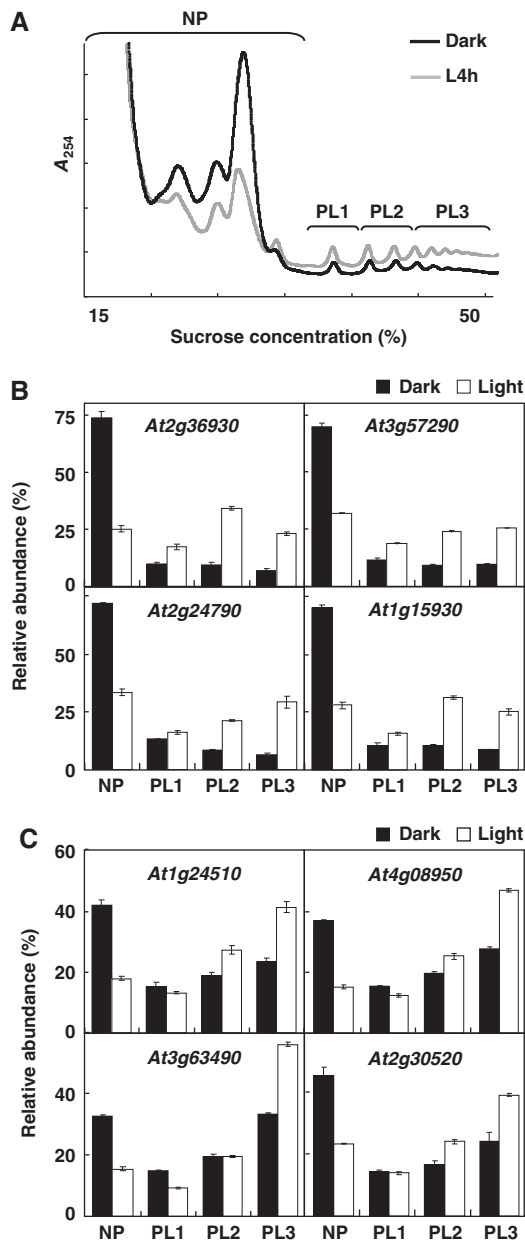 A
NP
Dark
L4h
A254
PL1 PL2 PL3
15 50
Sucrose concentration (%)
B
Dark Light
Relative abundance (%)
75
50
25
0
At2g36930
At3g57290
50
25
0
At2g24790
At1g15930
NP PL1 PL2 PL3 NP PL1 PL2 PL3
C
Dark Light
Relative abundance (%)
60
40
20
0
At1g24510
At4g08950
40
20
0
At3g63490
At2g30520
NP PL1 PL2 PL3 NP PL1 PL2 PL3